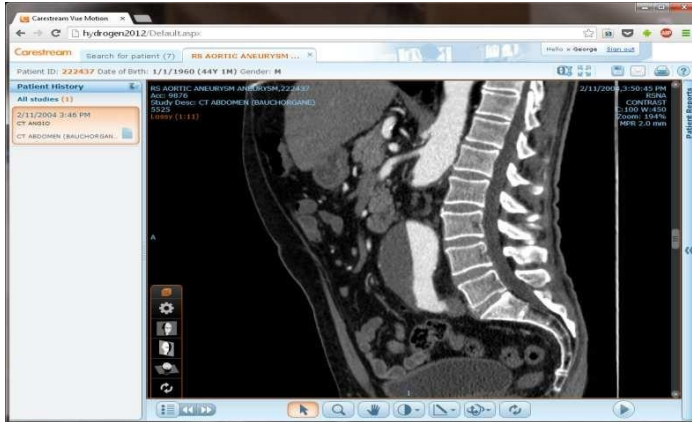 Carestream Vue Motion
hydrogen2012/Default.aspx
Carestream
Search for patient (7)
RB AORTIC ANEURYSM ...
Hello George
Sign out
Patient ID: 222437 Date of Birth: 1/1/1960 (44Y 1M) Gender: M
Patient History
All studies (1)
2/11/2004 3:46 PM
CT ANGIO
CT ABDOMEN (BAUCHORGAN...
RB AORTIC ANEURYSM ANEURYSM,222437
Acc: 9876
Study Desc: CT ABDOMEN (BAUCHORGANE)
5525
Lossy (1:11)
2/11/2004,3:50:45 PM
RSNA
CONTRAST
C:100 W:450
Zoom: 194%
MPR 2.0 mm
A
Patient Reports